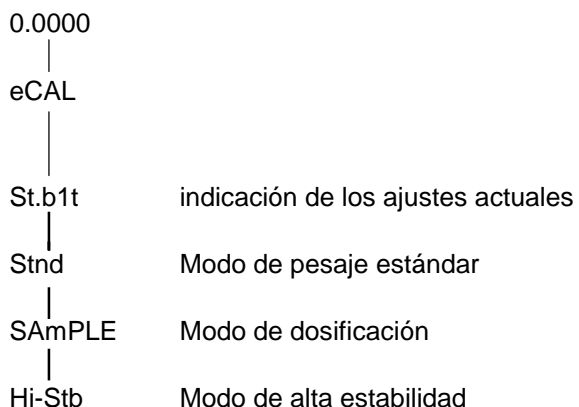 0.0000
eCAL
St.b1t indicación de los ajustes actuales
Stnd Modo de pesaje estándar
SAmPLE Modo de dosificación
Hi-Stb Modo de alta estabilidad